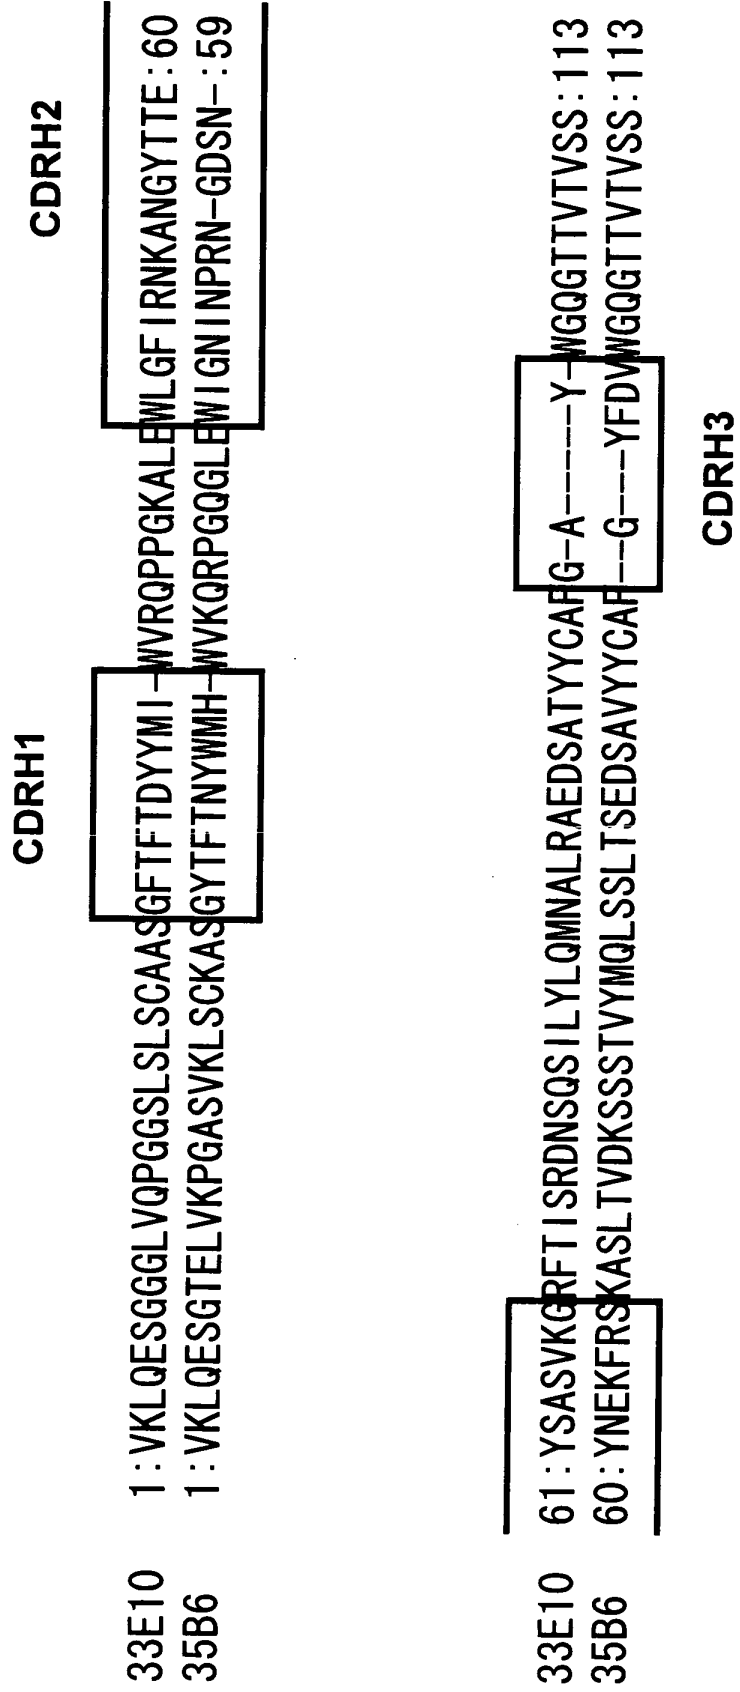 CDRH1 CDRH2
33E10 1:VKLQESGGGLVQPGGSLSLSCAASGFTFTDYYMI-WVRQPPGKALEWLGFIRNKANGYTTE:60
35B6 1:VKLQESGTELVKPGASVKLSCKASGYTFTNYWMH-WVKQRPGQGLEWIGNINPRN-GDSN-:59
33E10 61:YSASVKGRFTISRDNSQSILYLQMNALRAEDSATYYCARG-A-----Y-WGQGTTVTVSS:113
35B6 60:YNEKFRSKASLTVDKSSSTVYMQLSSLTSEDSAVYYCAR--G---YFDVWGQGTTVTVSS:113
CDRH3